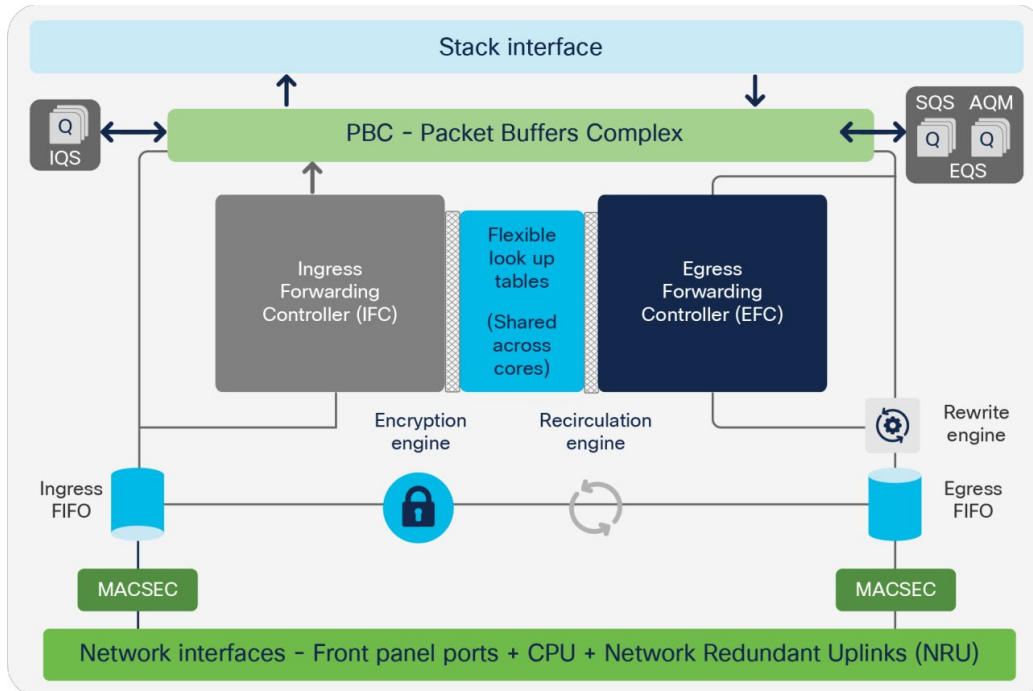 Stack interface
Q
IQS
PBC - Packet Buffers Complex
SQS AQM
Q Q
EQS
Ingress
Forwarding
Controller (IFC)
Flexible
look up
tables
(Shared
across
cores)
Egress
Forwarding
Controller (EFC)
Encryption
engine
Recirculation
engine
Rewrite
engine
Ingress
FIFO
Egress
FIFO
MACSEC
MACSEC
Network interfaces - Front panel ports + CPU + Network Redundant Uplinks (NRU)